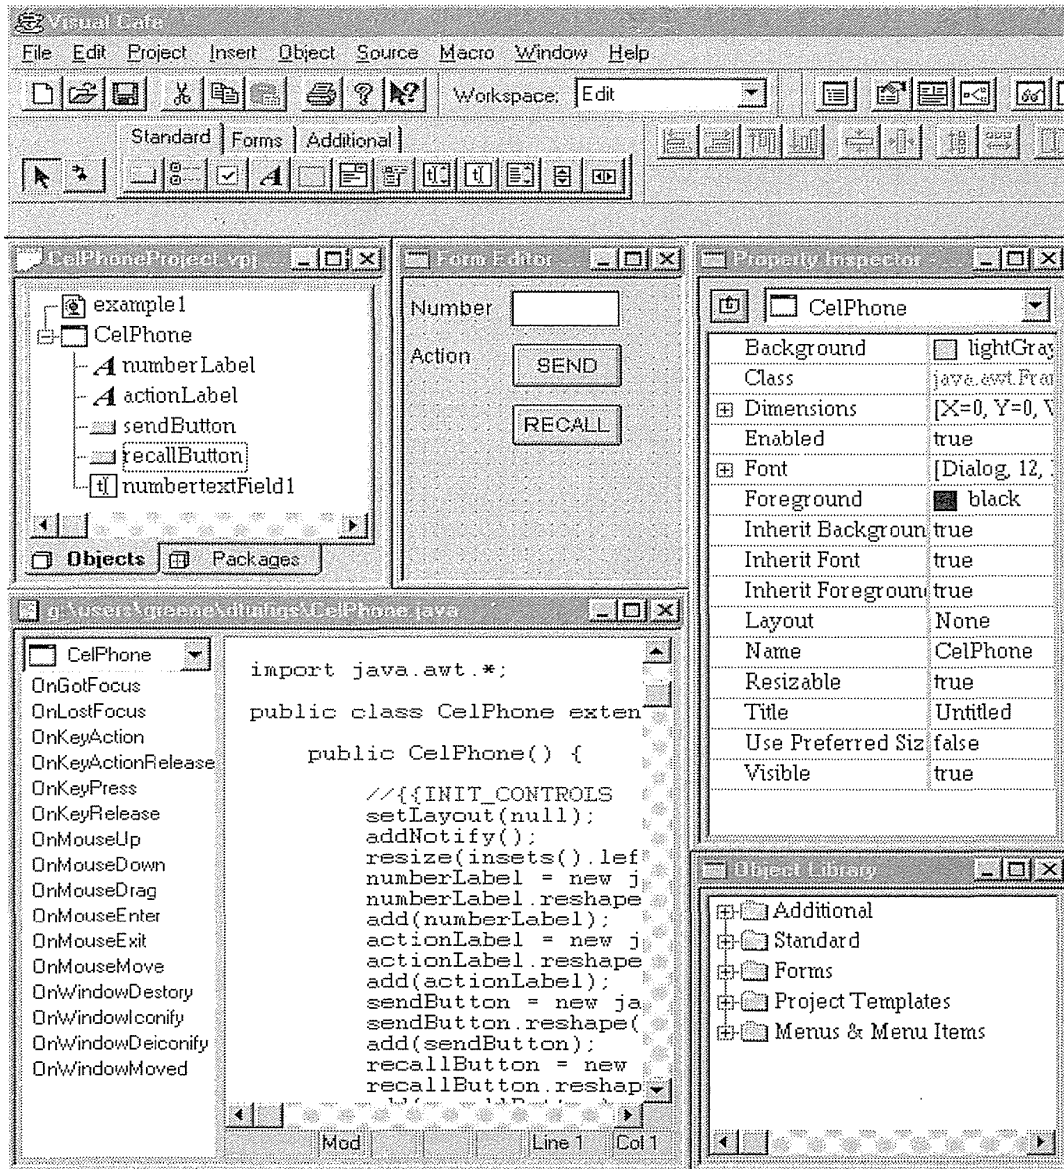 Visual Cafe
File Edit Project Insert Object Source Macro Window Help
Workspace: Edit
Standard Forms Additional
CelPhoneProject.vpj
example1
CelPhone
numberLabel
actionLabel
sendButton
recallButton
numbertextField1
Objects Packages
Form Editor
Number
Action
SEND
RECALL
Property Inspector
CelPhone
Background lightGray
Class java.awt.Fra
Dimensions [X=0, Y=0,
Enabled true
Font [Dialog, 12,
Foreground black
Inherit Backgroun true
Inherit Font true
Inherit Foregroun true
Layout None
Name CelPhone
Resizable true
Title Untitled
Use Preferred Siz false
Visible true
g:\users\greene\dtinfigs\CelPhone.java
CelPhone
OnGotFocus
OnLostFocus
OnKeyAction
OnKeyActionRelease
OnKeyPress
OnKeyRelease
OnMouseUp
OnMouseDown
OnMouseDrag
OnMouseEnter
OnMouseExit
OnMouseMove
OnWindowDestory
OnWindowIconify
OnWindowDeiconify
OnWindowMoved
import java.awt.*;
public class CelPhone exten
public CelPhone() {
//{{INIT_CONTROLS
setLayout(null);
addNotify();
resize(insets().lef
numberLabel = new j
numberLabel.reshape
add(numberLabel);
actionLabel = new j
actionLabel.reshape
add(actionLabel);
sendButton = new ja
sendButton.reshape(
add(sendButton);
recallButton = new
recallButton.reshap
Mod Line 1 Col 1
Object Library
Additional
Standard
Forms
Project Templates
Menus & Menu Items